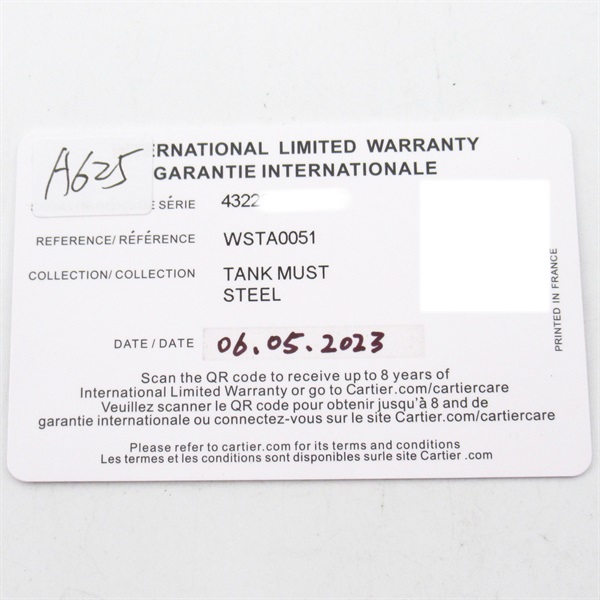 A625
ERNATIONAL LIMITED WARRANTY
GARANTIE INTERNATIONALE
SÉRIE 4322
REFERENCE/ RÉFÉRENCE WSTA0051
COLLECTION/ COLLECTION TANK MUST
STEEL
DATE / DATE 06.05.2023
PRINTED IN FRANCE
Scan the QR code to receive up to 8 years of
International Limited Warranty or go to Cartier.com/cartiercare
Veuillez scanner le QR code pour obtenir jusqu'à 8 and de
garantie internationale ou connectez-vous sur le site Cartier.com/cartiercare
Please refer to cartier.com for its terms and conditions
Les termes et les conditions sont disponibles surle site Cartier .com